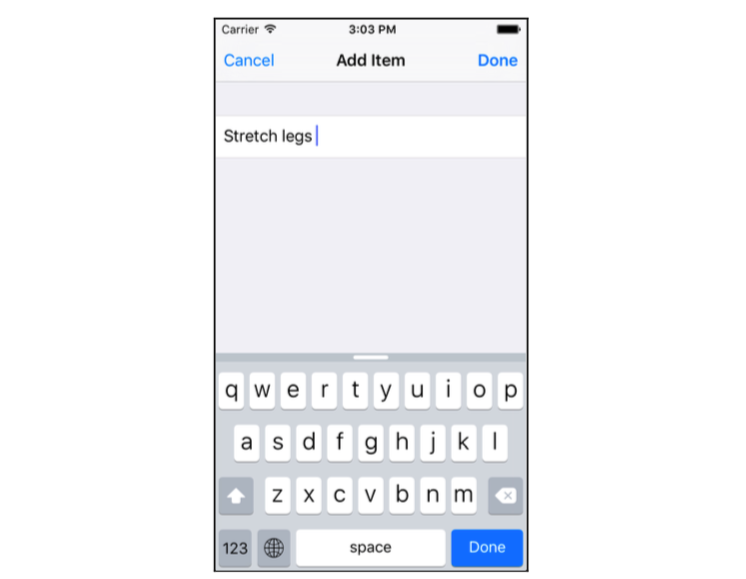 Carrier 3:03 PM
Cancel Add Item Done
Stretch legs
q w e r t y u i o p
a s d f g h j k l
z x c v b n m
123 space Done